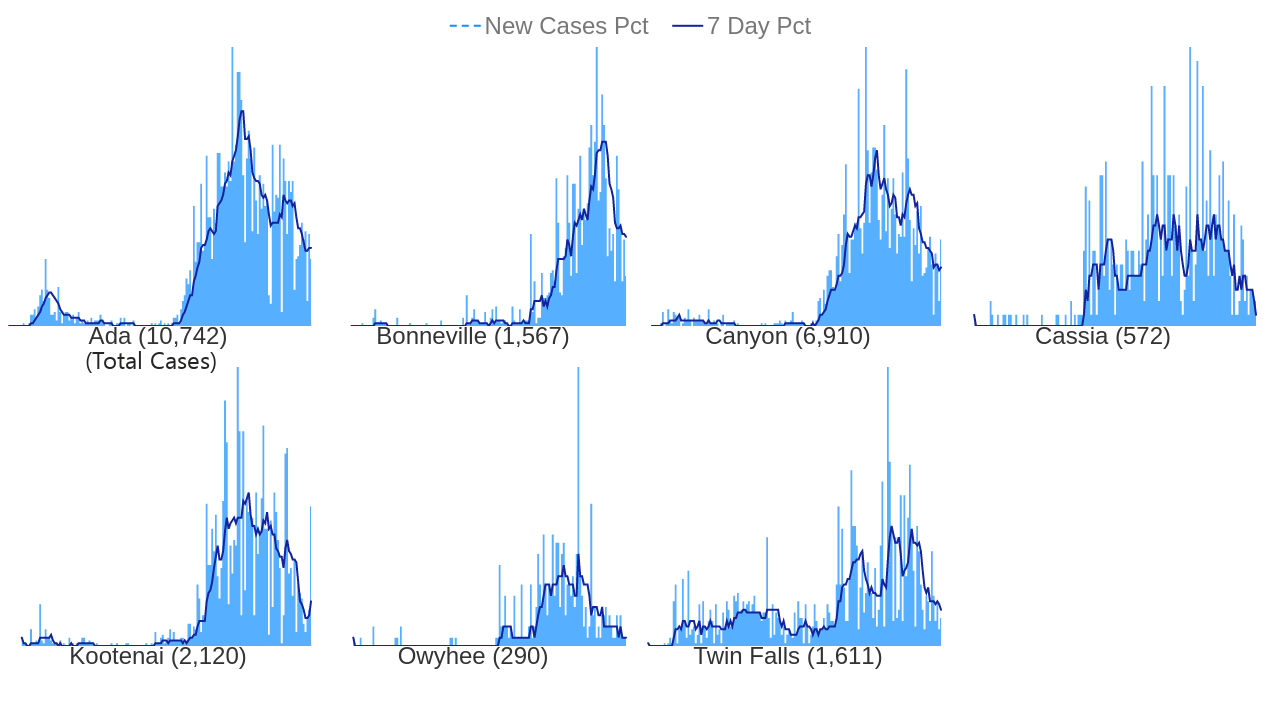 New Cases Pct 7 Day Pct
Ada (10,742) Bonneville (1,567) Canyon (6,910) Cassia (572)
(Total Cases)
Kootenai (2,120) Owyhee (290) Twin Falls (1,611)